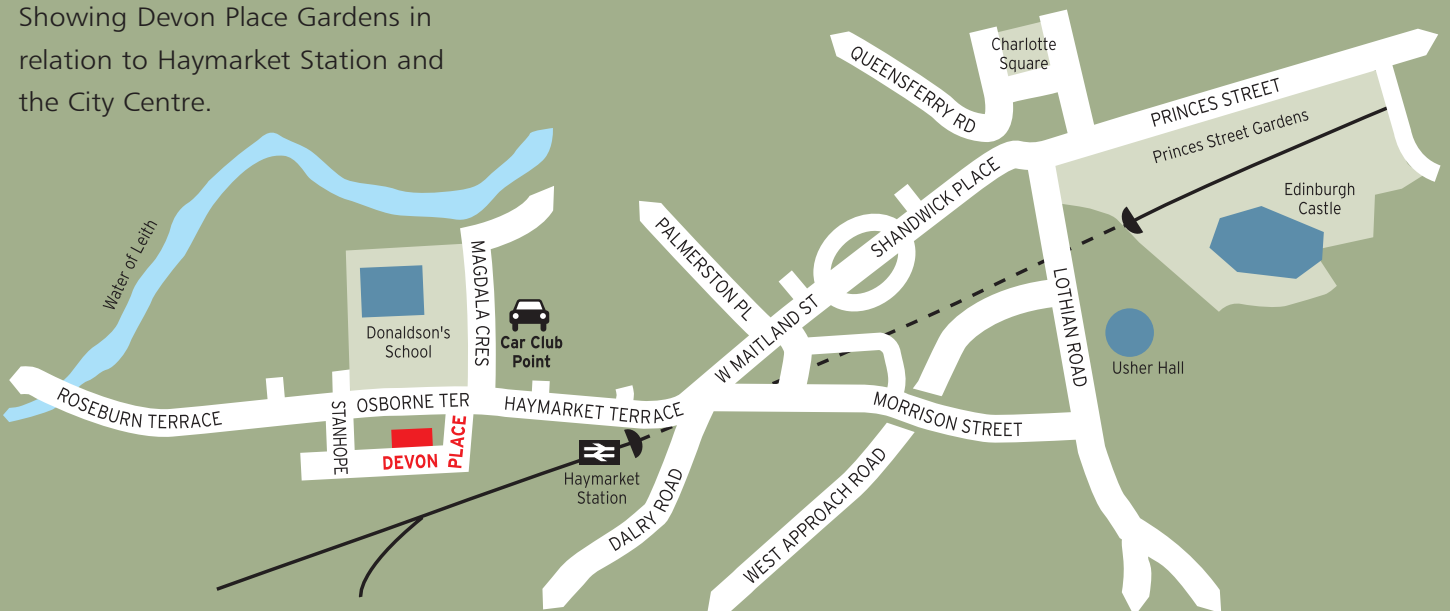 Showing Devon Place Gardens in
relation to Haymarket Station and
the City Centre.
QUEENSFERRY RD
Charlotte
Square
PRINCES STREET
Princes Street Gardens
Edinburgh
Castle
SHANDWICK PLACE
PALMERSTON PL
W MAITLAND ST
LOTHIAN ROAD
Usher Hall
Water of Leith
MAGDALA CRES
Donaldson's
School
Car Club
Point
ROSEBURN TERRACE
STANHOPE
OSBORNE TER
HAYMARKET TERRACE
MORRISON STREET
DEVON
PLACE
Haymarket
Station
DALRY ROAD
WEST APPROACH ROAD